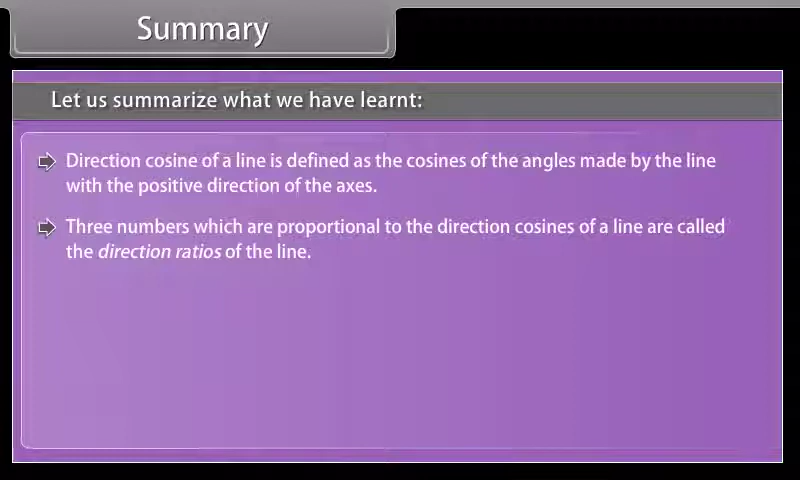 Summary
Let us summarize what we have learnt:
Direction cosine of a line is defined as the cosines of the angles made by the line
with the positive direction of the axes.
Three numbers which are proportional to the direction cosines of a line are called
the direction ratios of the line.